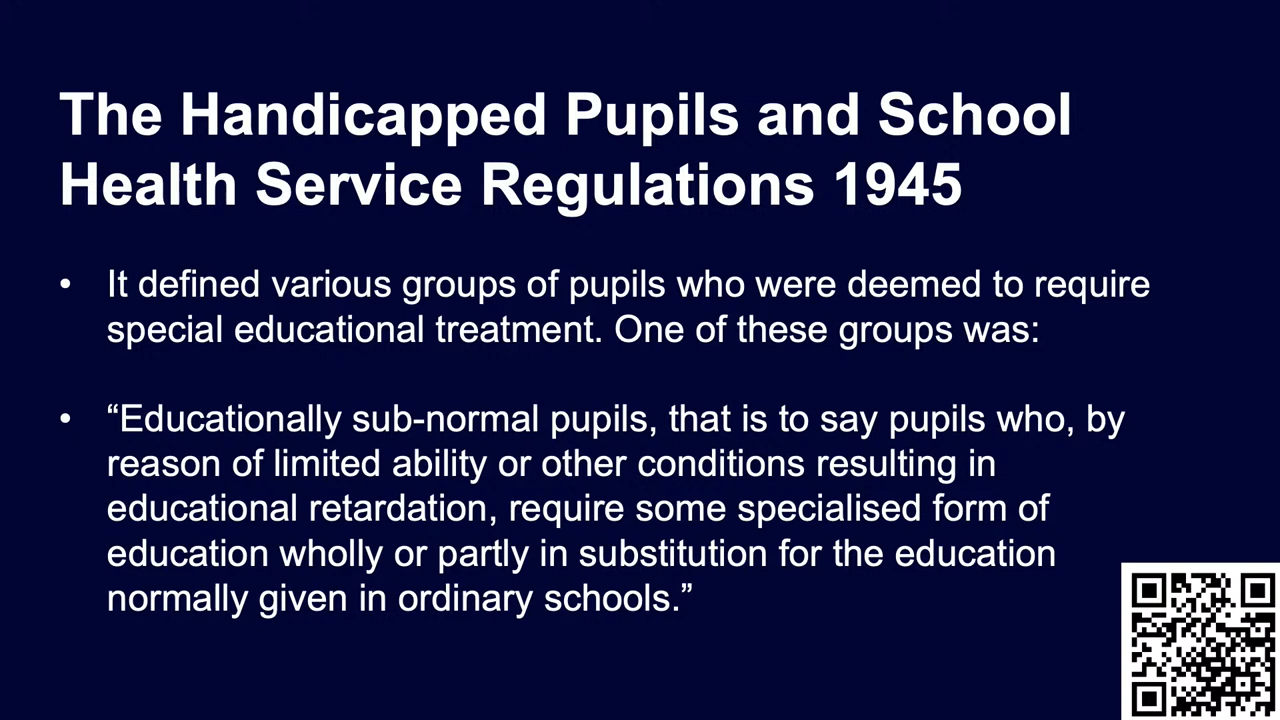 The Handicapped Pupils and School
Health Service Regulations 1945
• It defined various groups of pupils who were deemed to require
special educational treatment. One of these groups was:
• “Educationally sub-normal pupils, that is to say pupils who, by
reason of limited ability or other conditions resulting in
educational retardation, require some specialised form of
education wholly or partly in substitution for the education
normally given in ordinary schools.”